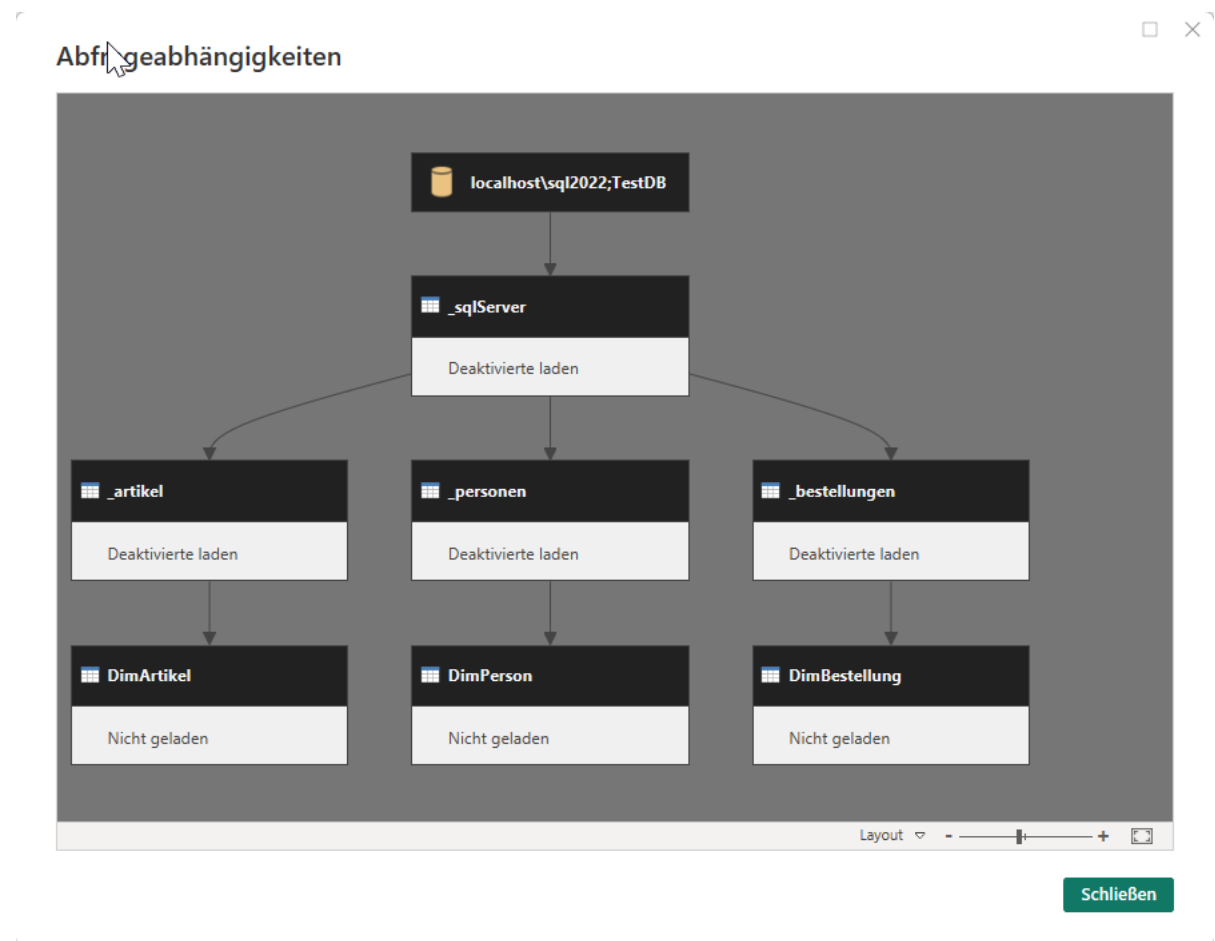 Abfrageabhängigkeiten
localhost\sql2022;TestDB
_sqlServer
Deaktivierte laden
_artikel
_personen
_bestellungen
Deaktivierte laden
Deaktivierte laden
Deaktivierte laden
DimArtikel
DimPerson
DimBestellung
Nicht geladen
Nicht geladen
Nicht geladen
Layout - +
Schließen